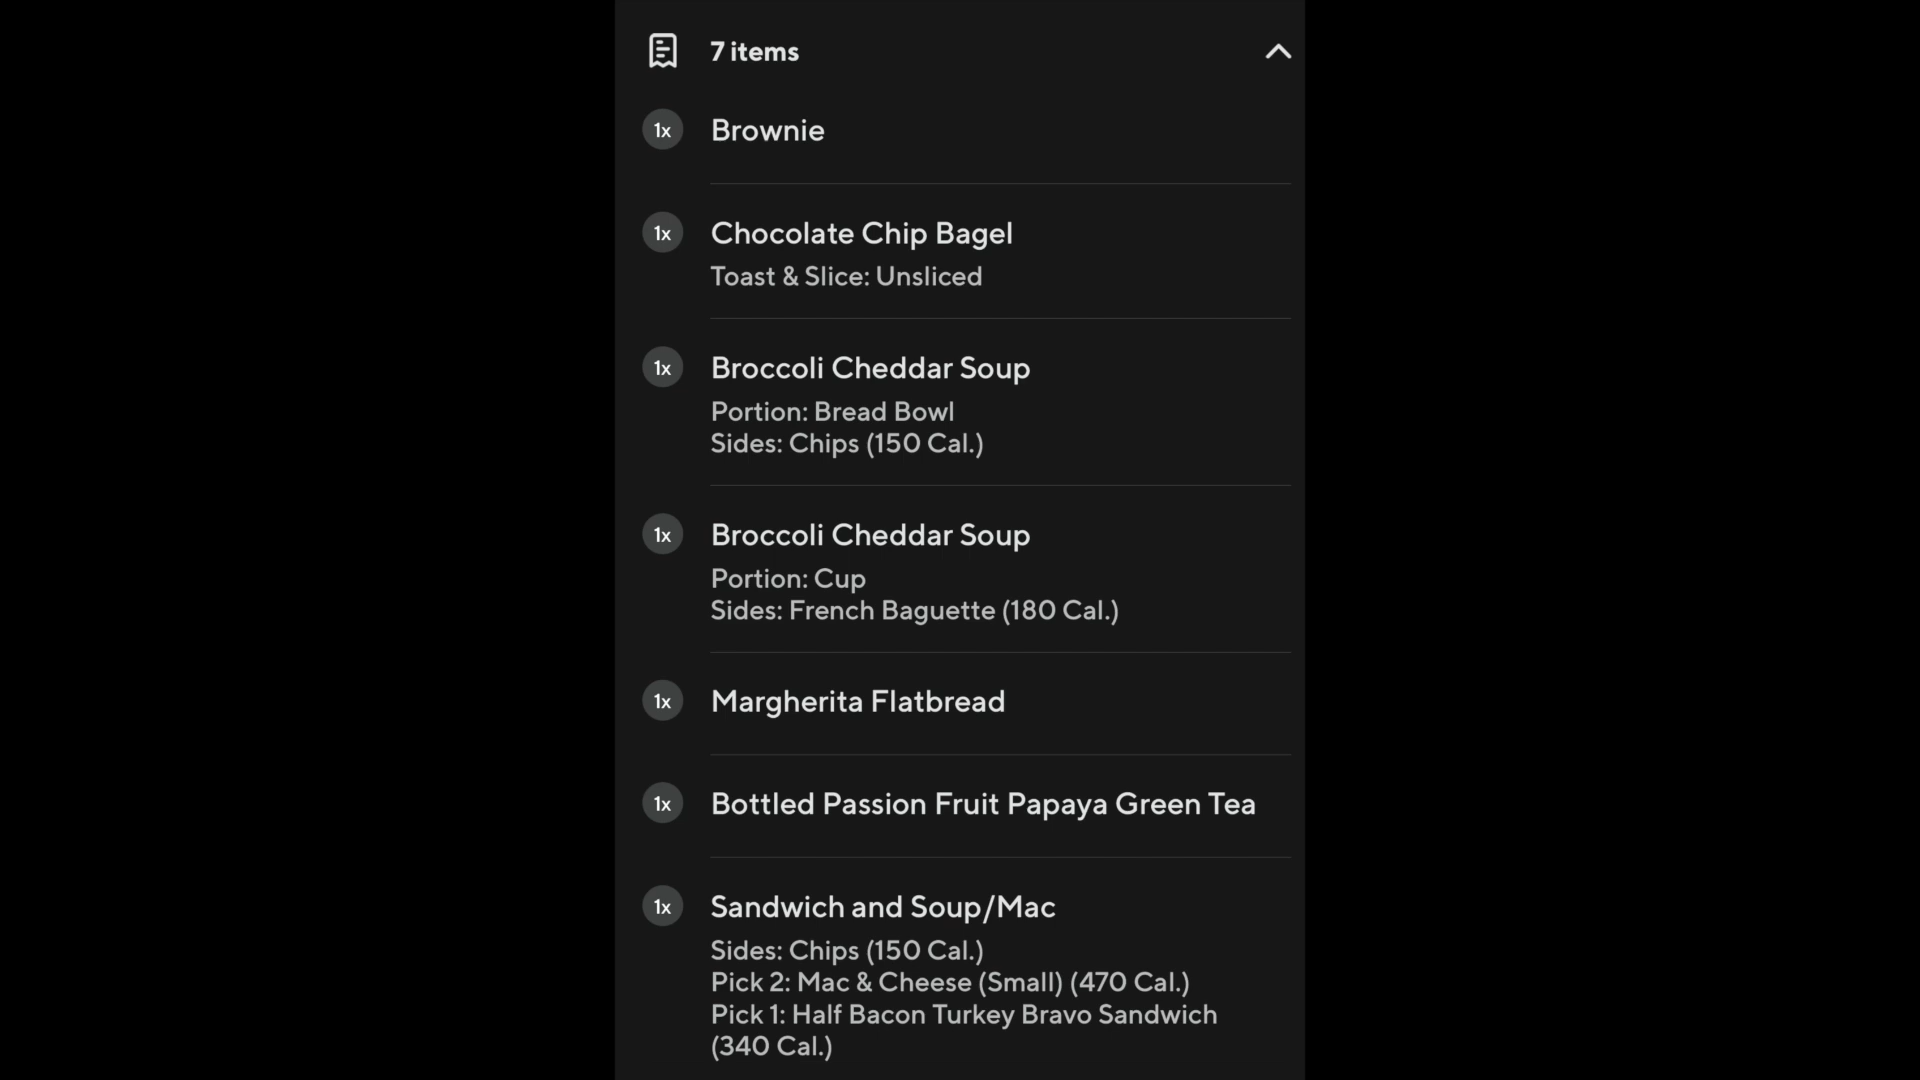 7 items
1x Brownie
1x Chocolate Chip Bagel
Toast & Slice: Unsliced
1x Broccoli Cheddar Soup
Portion: Bread Bowl
Sides: Chips (150 Cal.)
1x Broccoli Cheddar Soup
Portion: Cup
Sides: French Baguette (180 Cal.)
1x Margherita Flatbread
1x Bottled Passion Fruit Papaya Green Tea
1x Sandwich and Soup/Mac
Sides: Chips (150 Cal.)
Pick 2: Mac & Cheese (Small) (470 Cal.)
Pick 1: Half Bacon Turkey Bravo Sandwich
(340 Cal.)